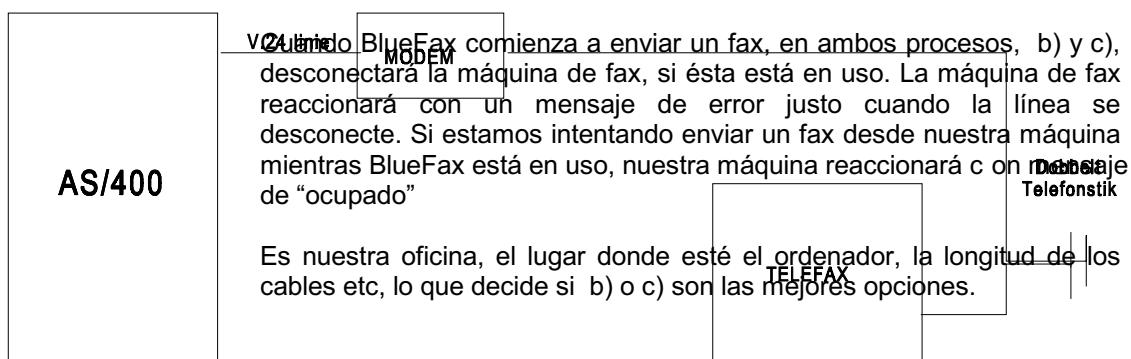 V.24 linie
MODEM
Cuando BlueFax comienza a enviar un fax, en ambos procesos, b) y c),
desconectará la máquina de fax, si ésta está en uso. La máquina de fax
reaccionará con un mensaje de error justo cuando la línea se
desconecte. Si estamos intentando enviar un fax desde nuestra máquina
mientras BlueFax está en uso, nuestra máquina reaccionará c on mensaje
de “ocupado”
AS/400
Telefonstik
Es nuestra oficina, el lugar donde esté el ordenador, la longitud de los
cables etc, lo que decide si b) o c) son las mejores opciones.
TELEFAX